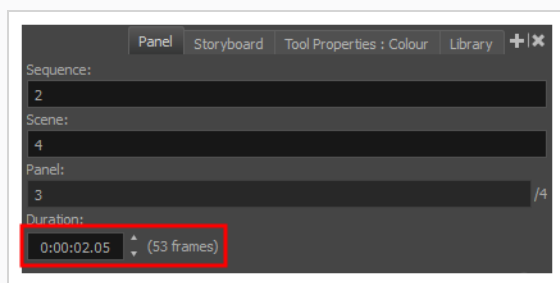 Panel Storyboard Tool Properties : Colour Library
Sequence:
2
Scene:
4
Panel:
3 /4
Duration:
0:00:02.05 (53 frames)